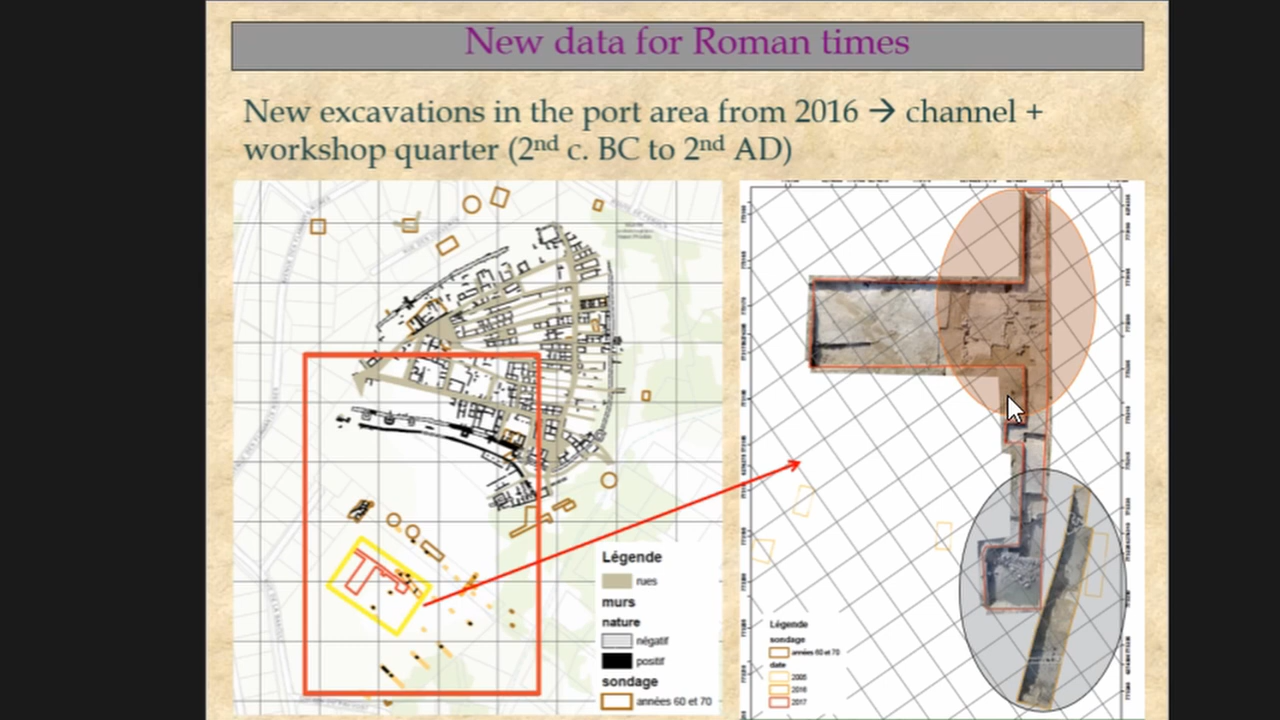 New data for Roman times
New excavations in the port area from 2016 → channel +
workshop quarter (2nd c. BC to 2nd AD)
Légende
rues
murs
nature
négatif
positif
sondage
années 60 et 70
Légende
sondage
années 60 et 70
date
2005
2016
2017